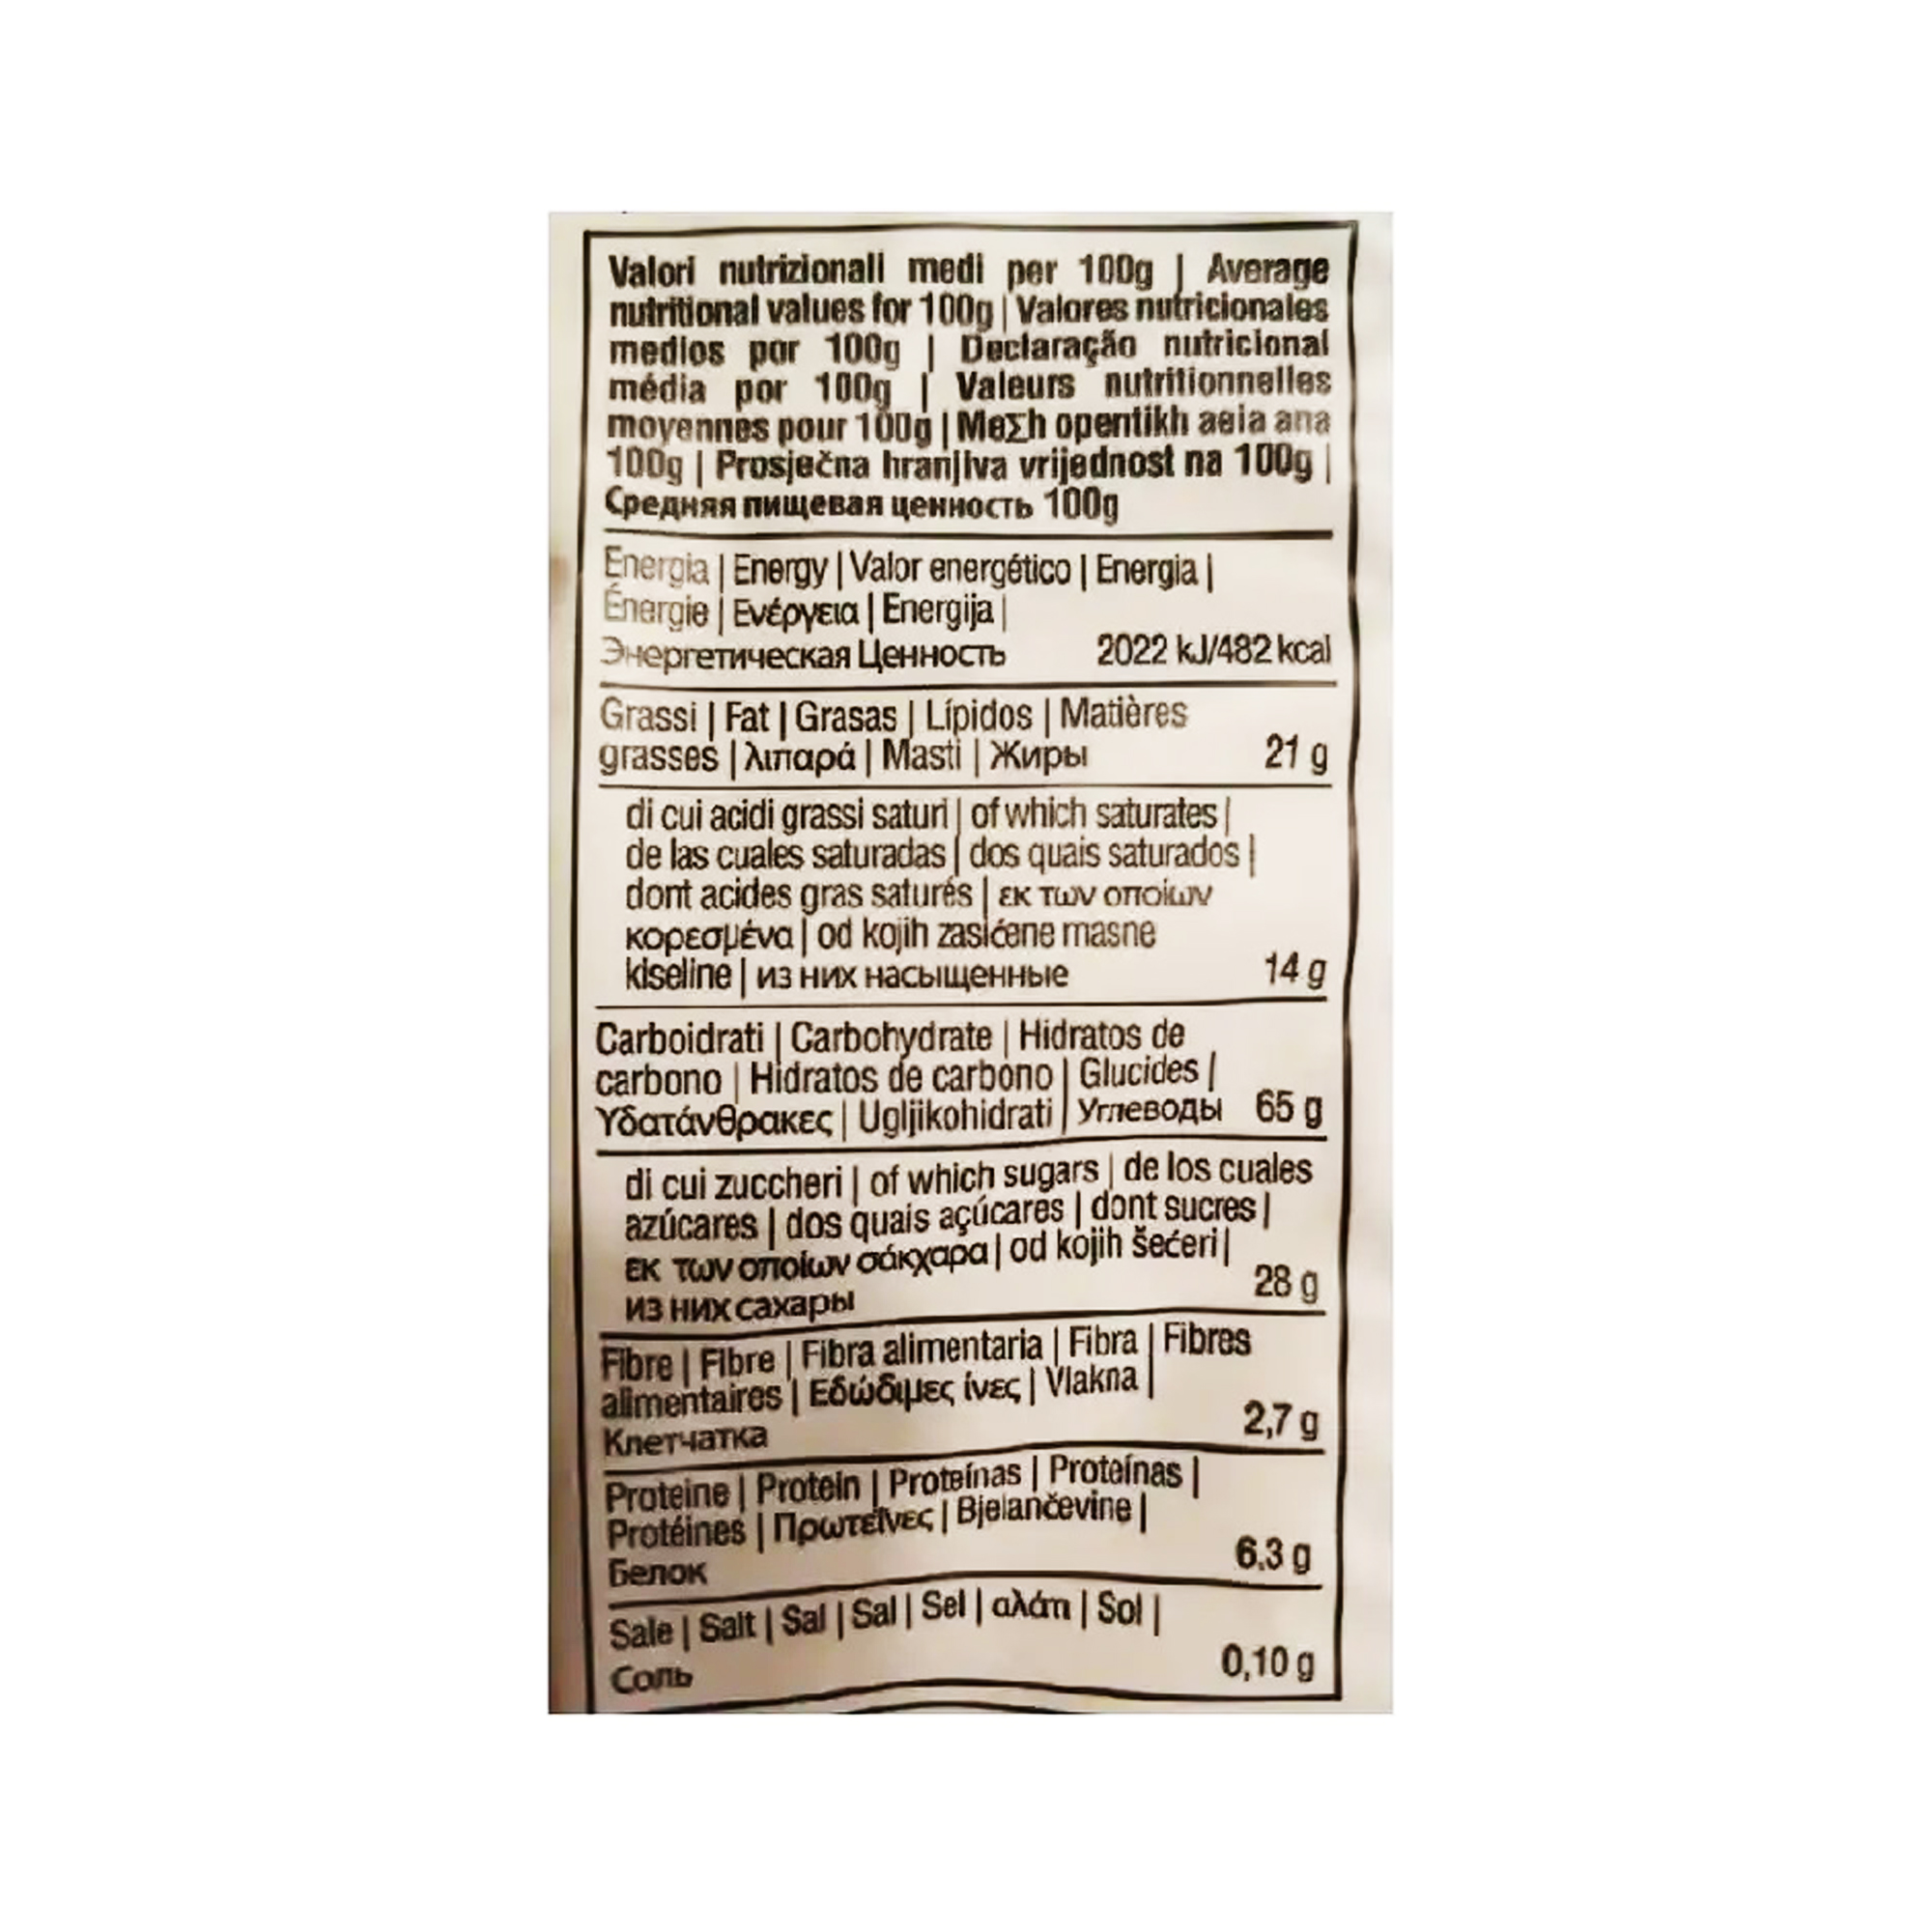 Valori nutrizionali medi per 100g | Average
nutritional values for 100g | Valores nutricionales
medios por 100g | Declaração nutricional
média por 100g | Valeurs nutritionnelles
moyennes pour 100g | MeΣh opentikh aeia ana
100g | Prosječna hranjiva vrijednost na 100g |
Средняя пищевая ценность 100g
Energia | Energy | Valor energético | Energia |
Énergie | Ενέργεια | Energija |
Энергетическая Ценность 2022 kJ/482 kcal
Grassi | Fat | Grasas | Lípidos | Matières
grasses | λιπαρά | Masti | Жиры 21 g
di cui acidi grassi saturi | of which saturates |
de las cuales saturadas | dos quais saturados |
dont acides gras saturés | εκ των οποίων
κορεσμένα | od kojih zasićene masne
kiseline | из них насыщенные 14 g
Carboidrati | Carbohydrate | Hidratos de
carbono | Hidratos de carbono | Glucides |
Υδατάνθρακες | Ugljikohidrati | Углеводы 65 g
di cui zuccheri | of which sugars | de los cuales
azúcares | dos quais açúcares | dont sucres |
εκ των οποίων σάκχαρα | od kojih šećeri |
из них сахары 28 g
Fibre | Fibre | Fibra alimentaria | Fibra | Fibres
alimentaires | Εδώδιμες ίνες | Vlakna |
Клетчатка 2,7 g
Proteine | Protein | Proteínas | Proteínas |
Protéines | Πρωτεΐνες | Bjelančevine |
Белок 6.3 g
Sale | Salt | Sal | Sal | Sel | αλάτι | Sol |
Соль 0,10 g